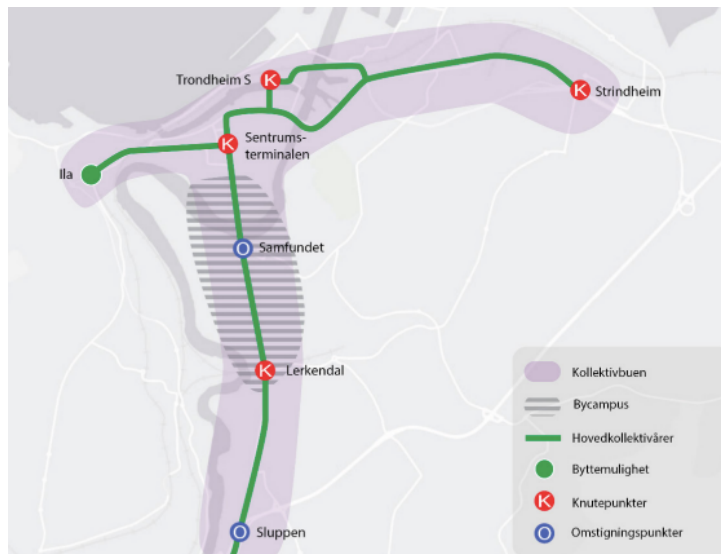 Trondheim S
K
K
Strindheim
K
Sentrums-
terminalen
Ila
O
Samfundet
K
Lerkendal
O
Sluppen
Kollektivbuen
Bycampus
Hovedkollektivårer
Byttemulighet
K
Knutepunkter
O
Omstigningspunkter